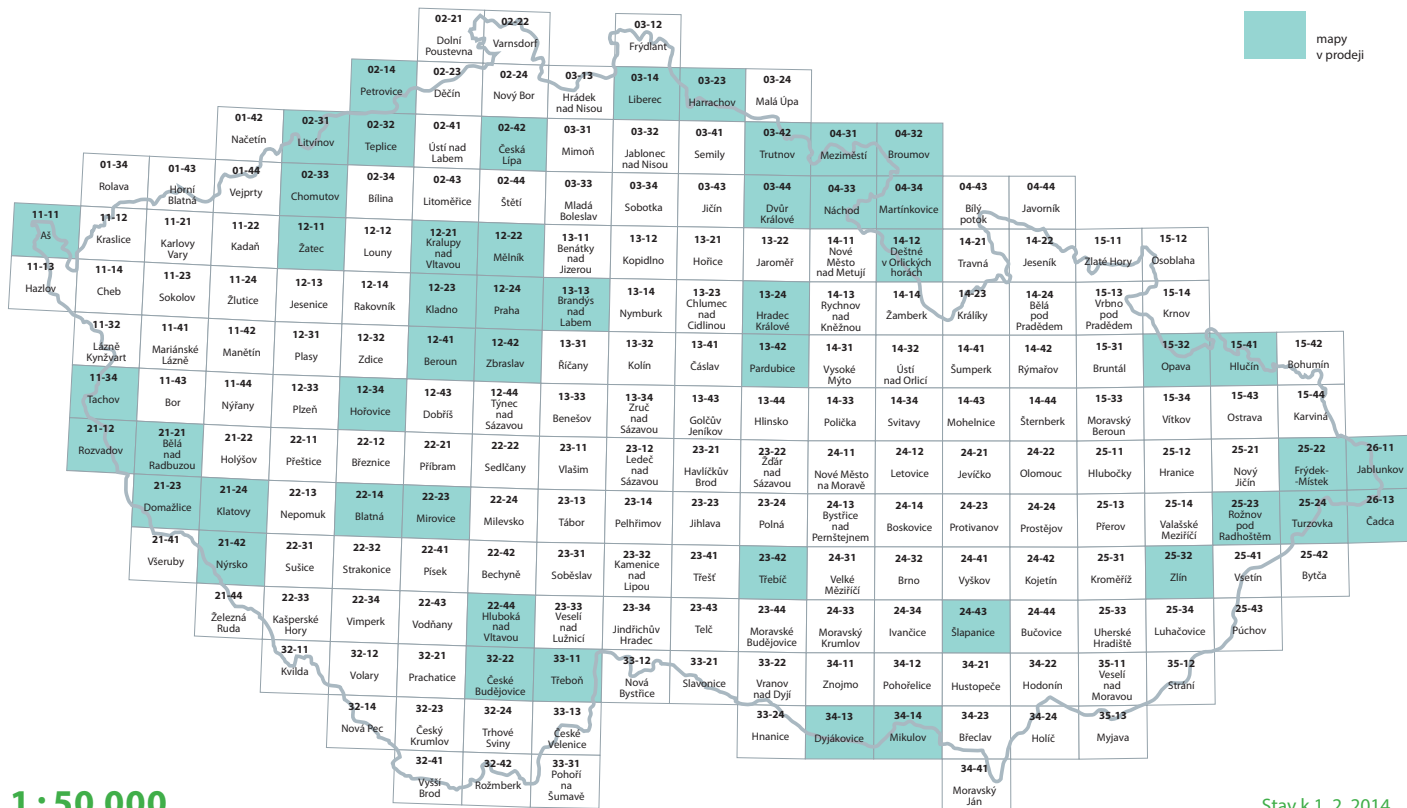 02-21
Dolní
Poustevna
02-22
Varnsdorf
03-12
Frýdlant
mapy
v prodeji
02-14
Petrovice
02-23
Děčín
02-24
Nový Bor
03-13
Hrádek
nad Nisou
03-14
Liberec
03-23
Harrachov
03-24
Malá Úpa
01-42
Načetín
02-31
Litvínov
02-32
Teplice
02-41
Ústí nad
Labem
02-42
Česká
Lípa
03-31
Mimoň
03-32
Jablonec
nad Nisou
03-41
Semily
03-42
Trutnov
04-31
Meziměstí
04-32
Broumov
01-34
Rolava
01-43
Horní
Blatná
01-44
Vejprty
02-33
Chomutov
02-34
Bílina
02-43
Litoměřice
02-44
Štětí
03-33
Mladá
Boleslav
03-34
Sobotka
03-43
Jičín
03-44
Dvůr
Králové
04-33
Náchod
04-34
Martínkovice
04-43
Bílý
potok
04-44
Javorník
11-11
Aš
11-12
Kraslice
11-21
Karlovy
Vary
11-22
Kadaň
12-11
Žatec
12-12
Louny
12-21
Kralupy
nad
Vltavou
12-22
Mělník
13-11
Benátky
nad
Jizerou
13-12
Kopidlno
13-21
Hořice
13-22
Jaroměř
14-11
Nové
Město
nad Metují
14-12
Deštné
v Orlických
horách
14-21
Travná
14-22
Jeseník
15-11
Zlaté Hory
15-12
Osoblaha
11-13
Hazlov
11-14
Cheb
11-23
Sokolov
11-24
Žlutice
12-13
Jesenice
12-14
Rakovník
12-23
Kladno
12-24
Praha
13-13
Brandýs
nad
Labem
13-14
Nymburk
13-23
Chlumec
nad
Cidlinou
13-24
Hradec
Králové
14-13
Rychnov
nad
Kněžnou
14-14
Žamberk
14-23
Králíky
14-24
Bělá
pod
Pradědem
15-13
Vrbno
pod
Pradědem
15-14
Krnov
11-32
Lázně
Kynžvart
11-41
Mariánské
Lázně
11-42
Manětín
12-31
Plasy
12-32
Zdice
12-41
Beroun
12-42
Zbraslav
13-31
Říčany
13-32
Kolín
13-41
Čáslav
13-42
Pardubice
14-31
Vysoké
Mýto
14-32
Ústí
nad Orlicí
14-41
Šumperk
14-42
Rýmařov
15-31
Bruntál
15-32
Opava
15-41
Hlučín
15-42
Bohumín
11-34
Tachov
11-43
Bor
11-44
Nýřany
12-33
Plzeň
12-34
Hořovice
12-43
Dobříš
12-44
Týnec
nad
Sázavou
13-33
Benešov
13-34
Zruč
nad
Sázavou
13-43
Golčův
Jeníkov
13-44
Hlinsko
14-33
Polička
14-34
Svitavy
14-43
Mohelnice
14-44
Šternberk
15-33
Moravský
Beroun
15-34
Vítkov
15-43
Ostrava
15-44
Karviná
21-12
Rozvadov
21-21
Bělá
nad
Radbuzou
21-22
Holýšov
22-11
Přeštice
22-12
Březnice
22-21
Příbram
22-22
Sedlčany
23-11
Vlašim
23-12
Ledeč
nad
Sázavou
23-21
Havlíčkův
Brod
23-22
Žďár
nad
Sázavou
24-11
Nové Město
na Moravě
24-12
Letovice
24-21
Jevíčko
24-22
Olomouc
25-11
Hlubočky
25-12
Hranice
25-21
Nový
Jičín
25-22
Frýdek-
-Místek
26-11
Jablunkov
21-23
Domažlice
21-24
Klatovy
22-13
Nepomuk
22-14
Blatná
22-23
Mirovice
22-24
Milevsko
23-13
Tábor
23-14
Pelhřimov
23-23
Jihlava
23-24
Polná
24-13
Bystřice
nad
Pernštejnem
24-14
Boskovice
24-23
Protivanov
24-24
Prostějov
25-13
Přerov
25-14
Valašské
Meziříčí
25-23
Rožnov
pod
Radhoštěm
25-24
Turzovka
26-13
Čadca
21-41
Všeruby
21-42
Nýrsko
22-31
Sušice
22-32
Strakonice
22-41
Písek
22-42
Bechyně
23-31
Soběslav
23-32
Kamenice
nad
Lipou
23-41
Třešť
23-42
Třebíč
24-31
Velké
Meziříčí
24-32
Brno
24-41
Vyškov
24-42
Kojetín
25-31
Kroměříž
25-32
Zlín
25-41
Vsetín
25-42
Bytča
21-44
Železná
Ruda
22-33
Kašperské
Hory
22-34
Vimperk
22-43
Vodňany
22-44
Hluboká
nad
Vltavou
23-33
Veselí
nad
Lužnicí
23-34
Jindřichův
Hradec
23-43
Telč
23-44
Moravské
Budějovice
24-33
Moravský
Krumlov
24-34
Ivančice
24-43
Šlapanice
24-44
Bučovice
25-33
Uherské
Hradiště
25-34
Luhačovice
25-43
Púchov
32-11
Kvilda
32-12
Volary
32-21
Prachatice
32-22
České
Budějovice
33-11
Třeboň
33-12
Nová
Bystřice
33-21
Slavonice
33-22
Vranov
nad Dyjí
34-11
Znojmo
34-12
Pohořelice
34-21
Hustopeče
34-22
Hodonín
35-11
Veselí
nad
Moravou
35-12
Strání
32-14
Nová Pec
32-23
Český
Krumlov
32-24
Trhové
Sviny
33-13
České
Velenice
33-24
Hnanice
34-13
Dyjákovice
34-14
Mikulov
34-23
Břeclav
34-24
Holíč
35-13
Myjava
32-41
Vyšší
Brod
32-42
Rožmberk
33-31
Pohoří
na
Šumavě
34-41
Moravský
Ján
1 : 50 000
Stav k 1. 2. 2014